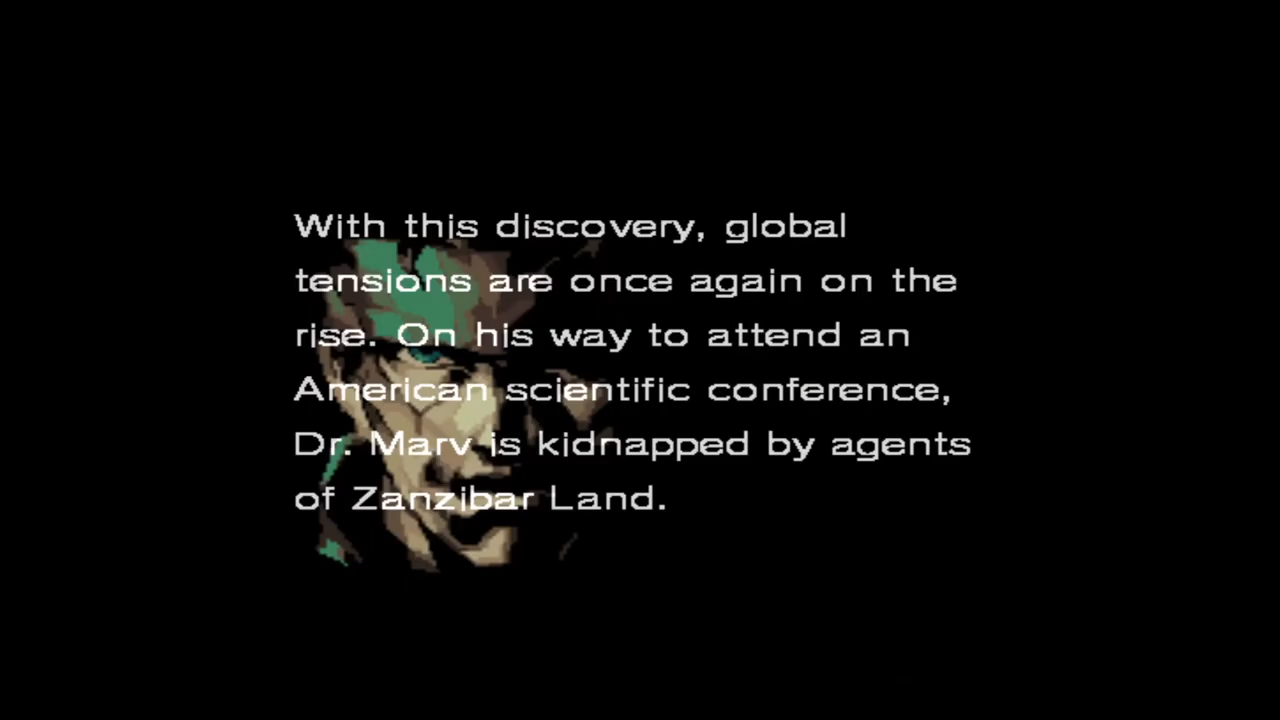 With this discovery, global
tensions are once again on the
rise. On his way to attend an
American scientific conference,
Dr. Marv is kidnapped by agents
of Zanzibar Land.